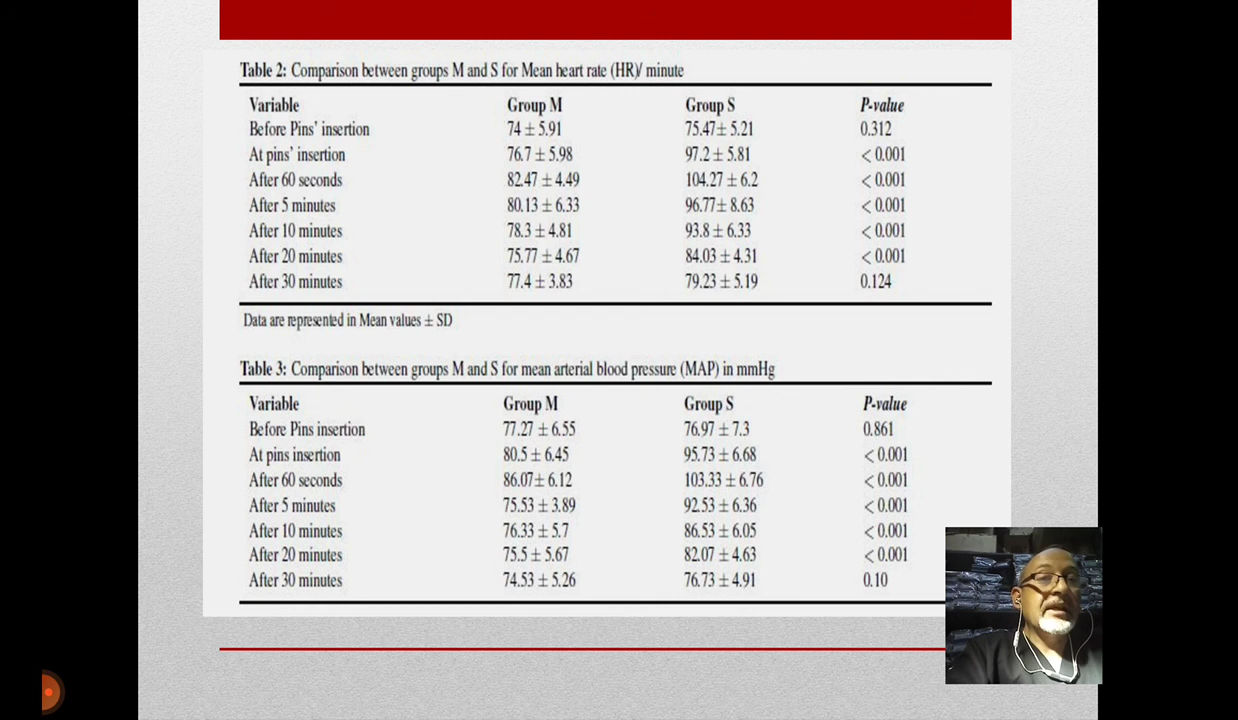 Table 2: Comparison between groups M and S for Mean heart rate (HR)/ minute
Variable Group M Group S P-value
Before Pins' insertion 74 ± 5.91 75.47± 5.21 0.312
At pins' insertion 76.7 ± 5.98 97.2 ± 5.81 < 0.001
After 60 seconds 82.47 ± 4.49 104.27 ± 6.2 < 0.001
After 5 minutes 80.13 ± 6.33 96.77± 8.63 < 0.001
After 10 minutes 78.3 ± 4.81 93.8 ± 6.33 < 0.001
After 20 minutes 75.77 ± 4.67 84.03 ± 4.31 < 0.001
After 30 minutes 77.4 ± 3.83 79.23 ± 5.19 0.124
Data are represented in Mean values ± SD
Table 3: Comparison between groups M and S for mean arterial blood pressure (MAP) in mmHg
Variable Group M Group S P-value
Before Pins insertion 77.27 ± 6.55 76.97 ± 7.3 0.861
At pins insertion 80.5 ± 6.45 95.73 ± 6.68 < 0.001
After 60 seconds 86.07± 6.12 103.33 ± 6.76 < 0.001
After 5 minutes 75.53 ± 3.89 92.53 ± 6.36 < 0.001
After 10 minutes 76.33 ± 5.7 86.53 ± 6.05 < 0.001
After 20 minutes 75.5 ± 5.67 82.07 ± 4.63 < 0.001
After 30 minutes 74.53 ± 5.26 76.73 ± 4.91 0.10